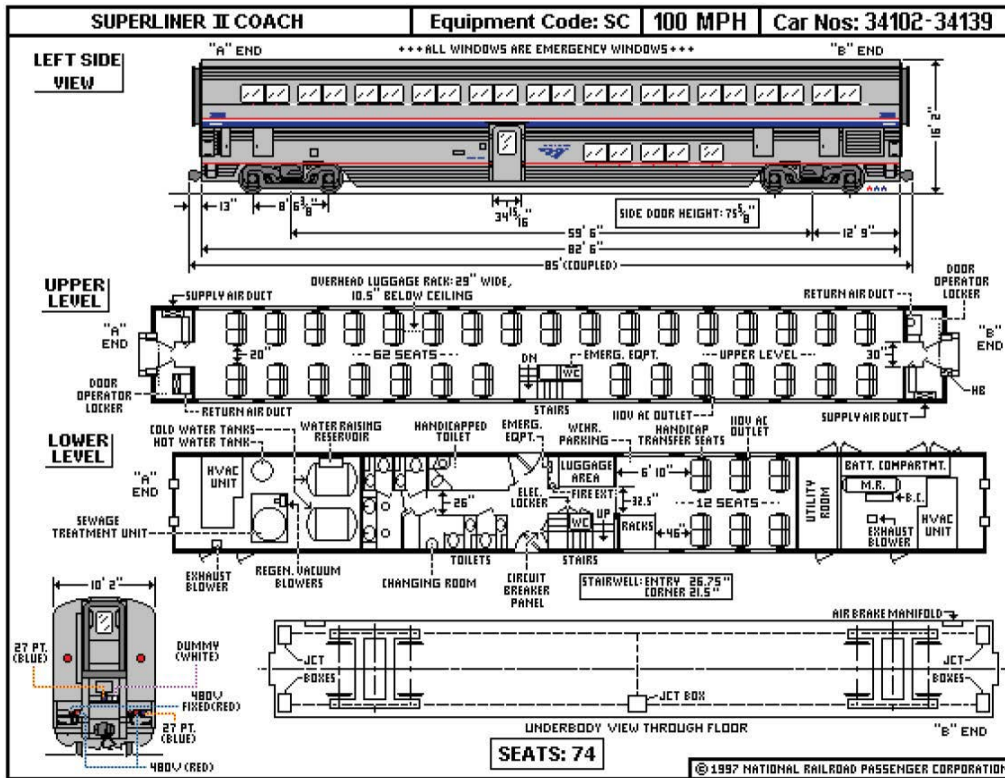 SUPERLINER II COACH
Equipment Code: SC
100 MPH
Car Nos: 34102-34139
LEFT SIDE
VIEW
"A" END
+++ALL WINDOWS ARE EMERGENCY WINDOWS+++
"B" END
16' 2"
13"
8' 6 3/8"
34 15/16"
SIDE DOOR HEIGHT: 75 5/8"
59' 6"
12' 9"
82' 6"
85' (COUPLED)
UPPER
LEVEL
SUPPLY AIR DUCT
OVERHEAD LUGGAGE RACK: 29" WIDE,
10.5" BELOW CEILING
RETURN AIR DUCT
DOOR
OPERATOR
LOCKER
"A"
END
20"
62 SEATS
DN
EMERG. EQPT.
WC
UPPER LEVEL
30"
"B"
END
DOOR
OPERATOR
LOCKER
RETURN AIR DUCT
STAIRS
110V AC OUTLET
SUPPLY AIR DUCT
HB
LOWER
LEVEL
COLD WATER TANKS
HOT WATER TANK
WATER RAISING
RESERVOIR
HANDICAPPED
TOILET
EMERG.
EQPT.
WCHR.
PARKING
HANDICAP
TRANSFER SEATS
110V AC
OUTLET
"A"
END
HVAC
UNIT
26"
ELEC.
LOCKER
LUGGAGE
AREA
FIRE EXT.
6' 10"
32.5"
12 SEATS
UTILITY
ROOM
BATT. COMPARTMT.
M.R.
B.C.
EXHAUST
BLOWER
HVAC
UNIT
SEWAGE
TREATMENT UNIT
WC
UP
RACKS
46"
EXHAUST
BLOWER
REGEN. VACUUM
BLOWERS
CHANGING ROOM
TOILETS
CIRCUIT
BREAKER
PANEL
STAIRS
STAIRWELL: ENTRY 26.75"
CORNER 21.5"
10' 2"
27 PT.
(BLUE)
DUMMY
(WHITE)
480V
FIXED (RED)
27 PT.
(BLUE)
480V (RED)
AIR BRAKE MANIFOLD
JCT
BOXES
JCT BOX
JCT
BOXES
UNDERBODY VIEW THROUGH FLOOR
"B" END
SEATS: 74
© 1997 NATIONAL RAILROAD PASSENGER CORPORATION